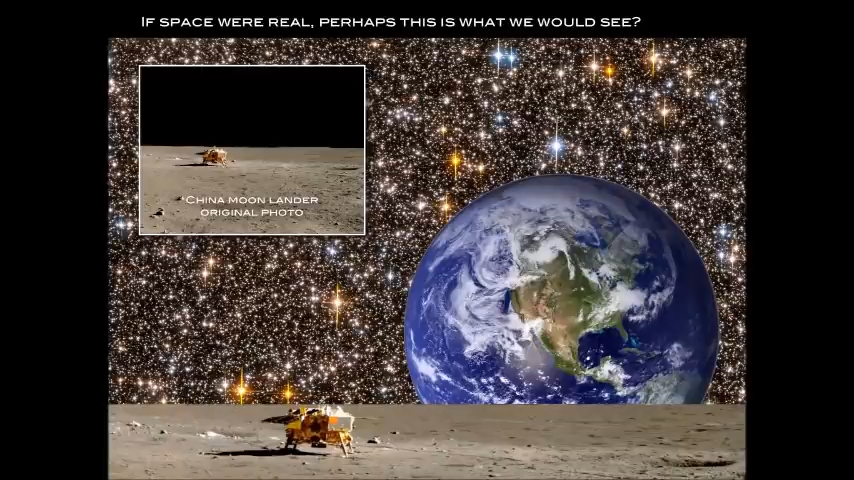 If space were real, perhaps this is what we would see?
*China moon lander
original photo